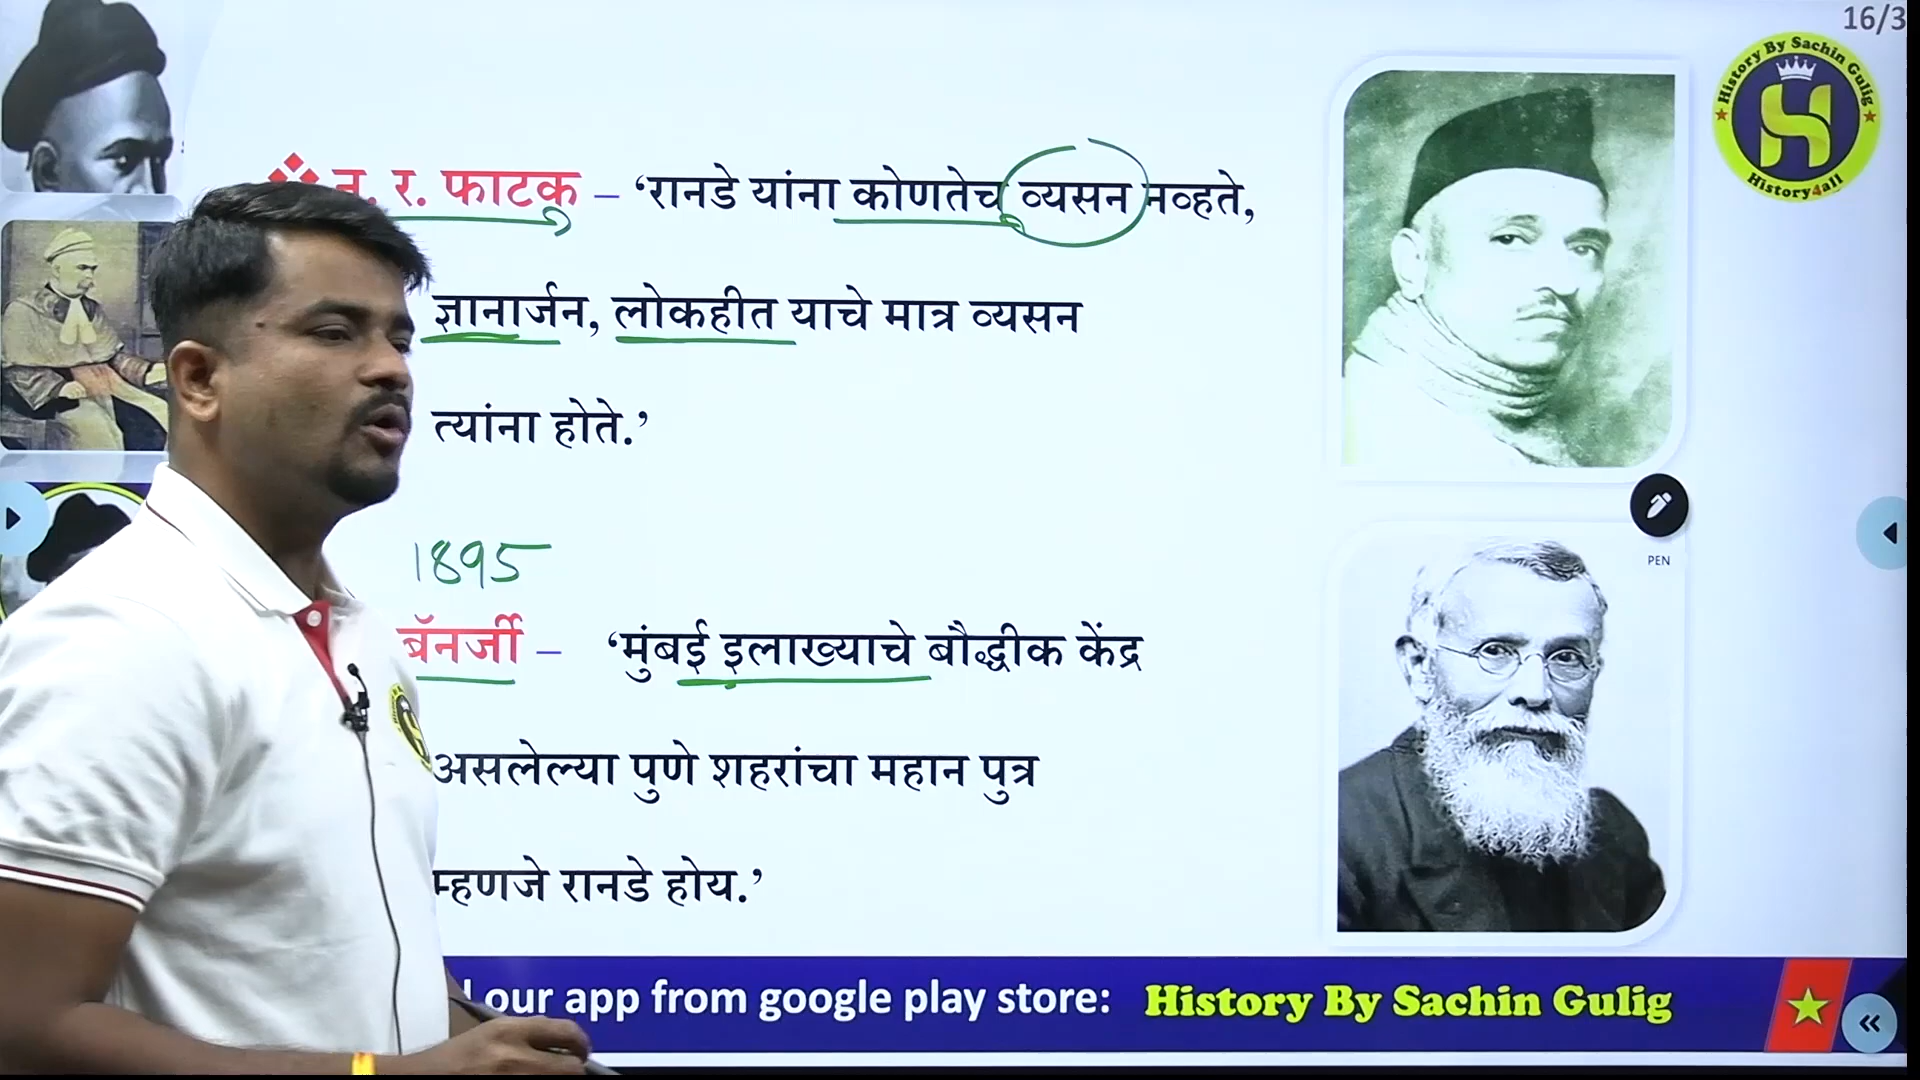 16/3
History By Sachin Gulig
History4all
न. र. फाटक – ‘रानडे यांना कोणतेच व्यसन नव्हते,
ज्ञानार्जन, लोकहीत याचे मात्र व्यसन
त्यांना होते.’
1895
PEN
बॅनर्जी – ‘मुंबई इलाख्याचे बौद्धीक केंद्र
असलेल्या पुणे शहरांचा महान पुत्र
म्हणजे रानडे होय.’
our app from google play store: History By Sachin Gulig